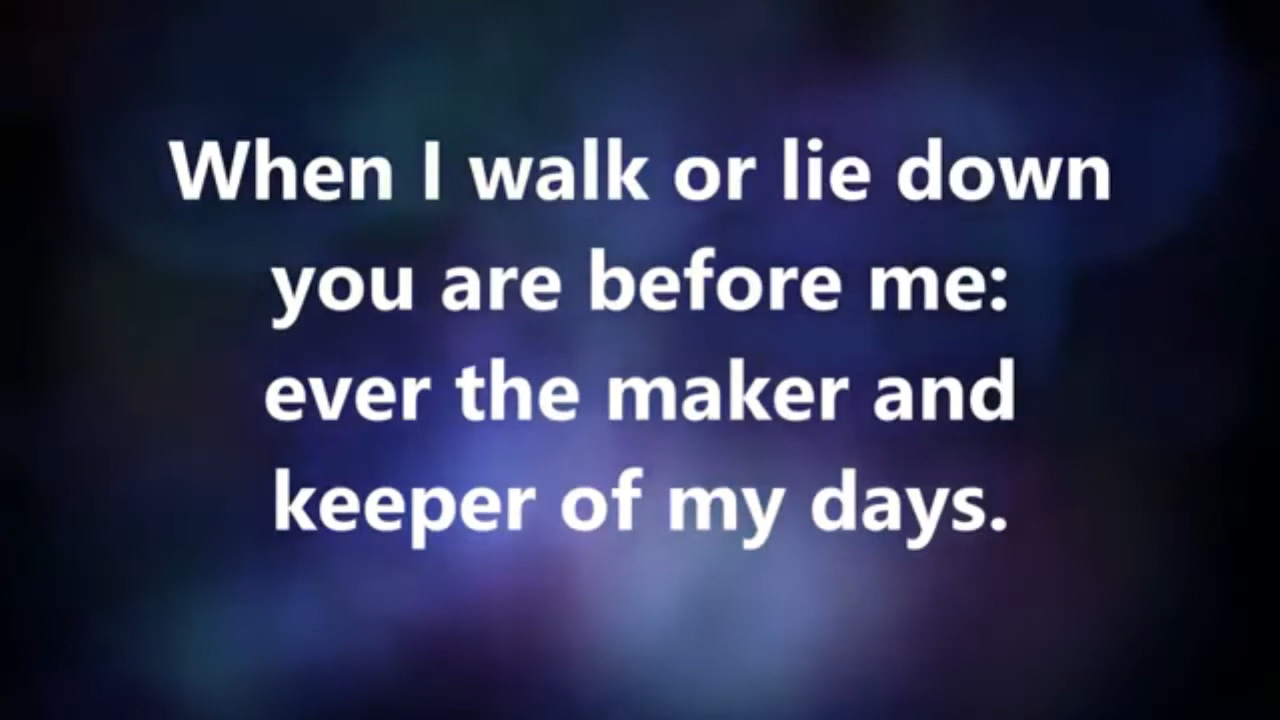 When I walk or lie down
you are before me:
ever the maker and
keeper of my days.